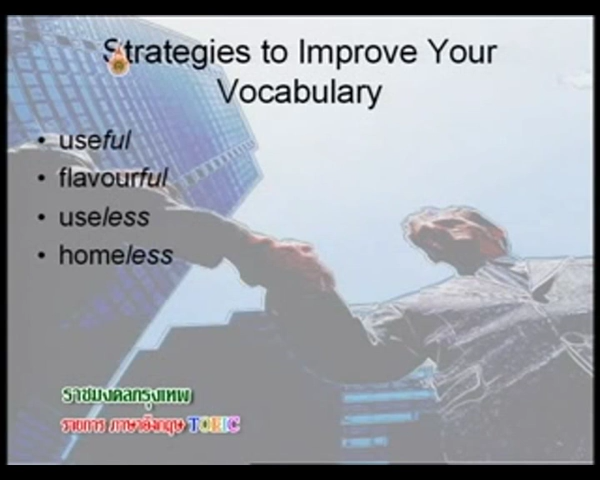 Strategies to Improve Your
Vocabulary
• useful
• flavourful
• useless
• homeless
ราชมงคลกรุงเทพ
รายการ ภาษาอังกฤษ TOEIC